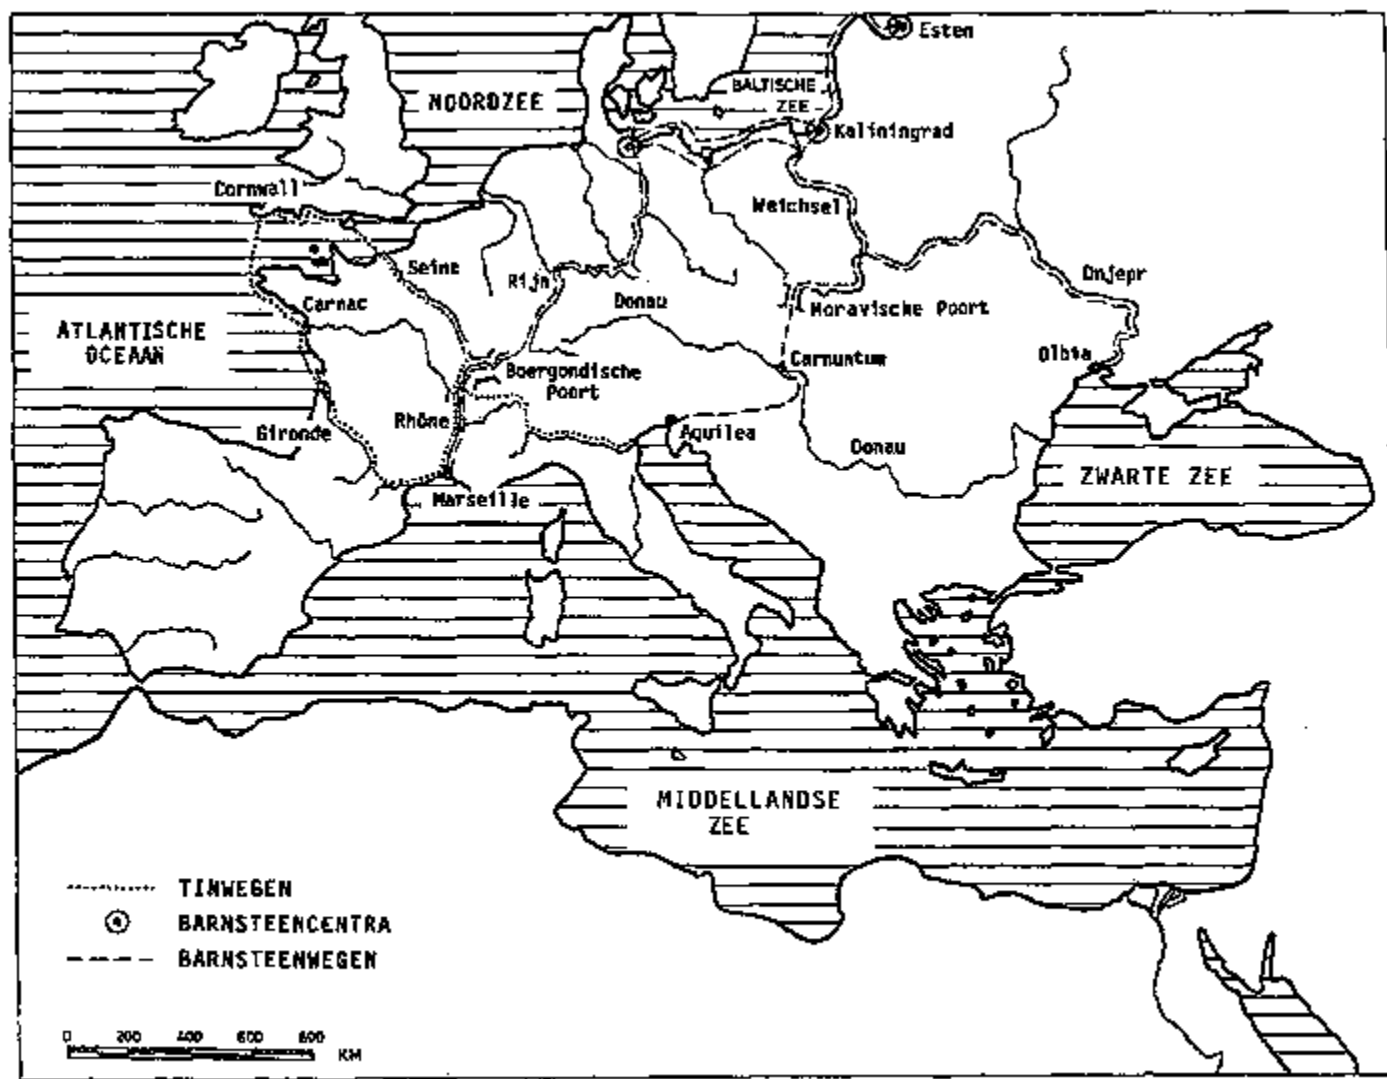 Esten
NOORDZEE
BALTISCHE
ZEE
Kaliningrad
Cornwall
Weichsel
Seine
Rijn
Dnjepr
Carnac
Donau
Moravische Poort
ATLANTISCHE
OCEAAN
Carnuntum
Olbia
Boergondische
Poort
Rhône
Gironde
Aquilea
Donau
ZWARTE ZEE
Marseille
MIDDELLANDSE
ZEE
TINWEGEN
BARNSTEENCENTRA
BARNSTEENWEGEN
0 200 400 600 800
KM